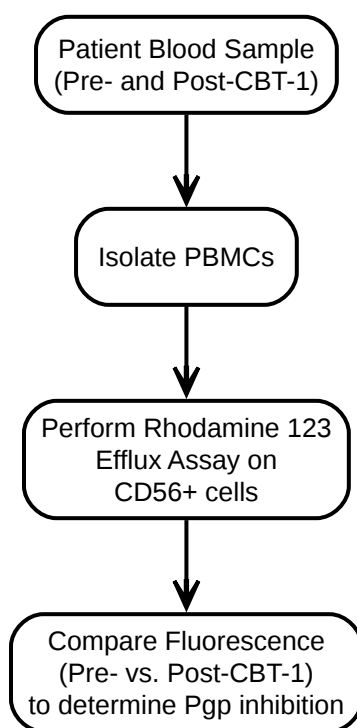 Patient Blood Sample
(Pre- and Post-CBT-1)
Isolate PBMCs
Perform Rhodamine 123
Efflux Assay on
CD56+ cells
Compare Fluorescence
(Pre- vs. Post-CBT-1)
to determine Pgp inhibition